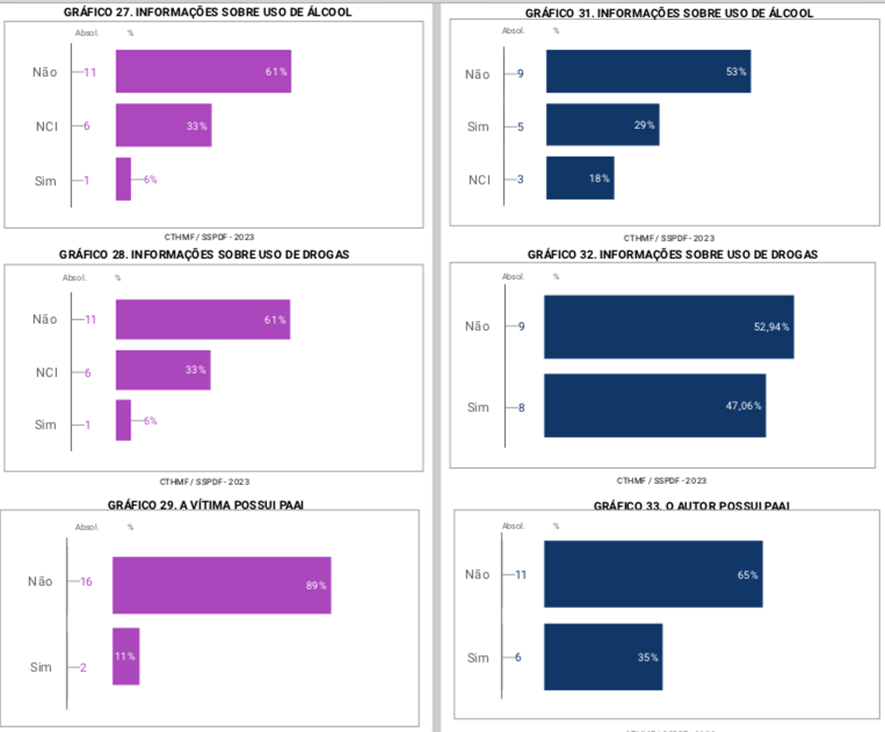 GRÁFICO 27. INFORMAÇÕES SOBRE USO DE ÁLCOOL
Absol. %
Não 11 61%
NCI 6 33%
Sim 1 6%
CTHMF / SSPDF - 2023
GRÁFICO 28. INFORMAÇÕES SOBRE USO DE DROGAS
Absol. %
Não 11 61%
NCI 6 33%
Sim 1 6%
CTHMF / SSPDF - 2023
GRÁFICO 29. A VÍTIMA POSSUI PAAI
Absol. %
Não 16 89%
Sim 2 11%
GRÁFICO 31. INFORMAÇÕES SOBRE USO DE ÁLCOOL
Absol. %
Não 9 53%
Sim 5 29%
NCI 3 18%
CTHMF / SSPDF - 2023
GRÁFICO 32. INFORMAÇÕES SOBRE USO DE DROGAS
Absol. %
Não 9 52,94%
Sim 8 47,06%
CTHMF / SSPDF - 2023
GRÁFICO 33. O AUTOR POSSUI PAAI
Absol. %
Não 11 65%
Sim 6 35%